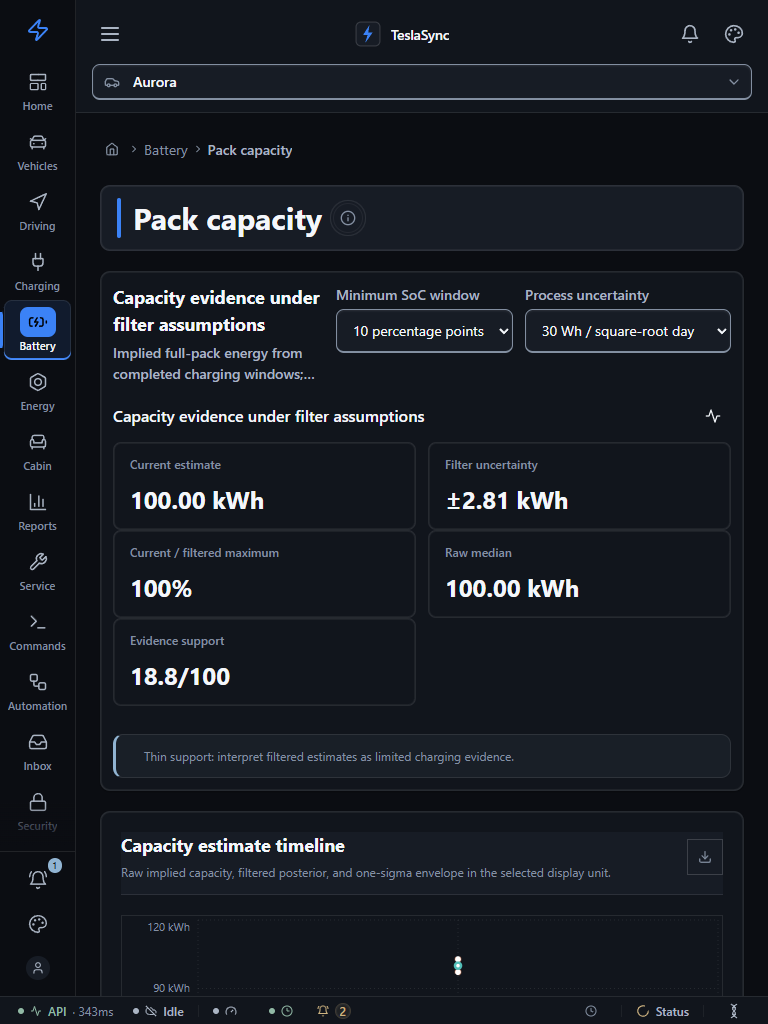 TeslaSync
Aurora
Home
Vehicles
Driving
Charging
Battery
Energy
Cabin
Reports
Service
Commands
Automation
Inbox
Security
1
Battery
Pack capacity
Pack capacity
Capacity evidence under
filter assumptions
Implied full-pack energy from
completed charging windows;...
Minimum SoC window
10 percentage points
Process uncertainty
30 Wh / square-root day
Capacity evidence under filter assumptions
Current estimate
100.00 kWh
Filter uncertainty
±2.81 kWh
Current / filtered maximum
100%
Raw median
100.00 kWh
Evidence support
18.8/100
Thin support: interpret filtered estimates as limited charging evidence.
Capacity estimate timeline
Raw implied capacity, filtered posterior, and one-sigma envelope in the selected display unit.
120 kWh
90 kWh
API · 343ms
Idle
2
Status